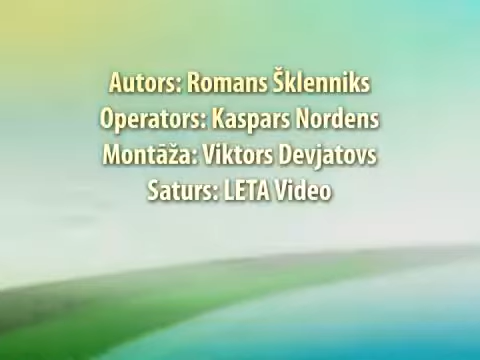 Autors: Romans Šklenniks
Operators: Kaspars Nordens
Montāža: Viktors Devjatovs
Saturs: LETA Video